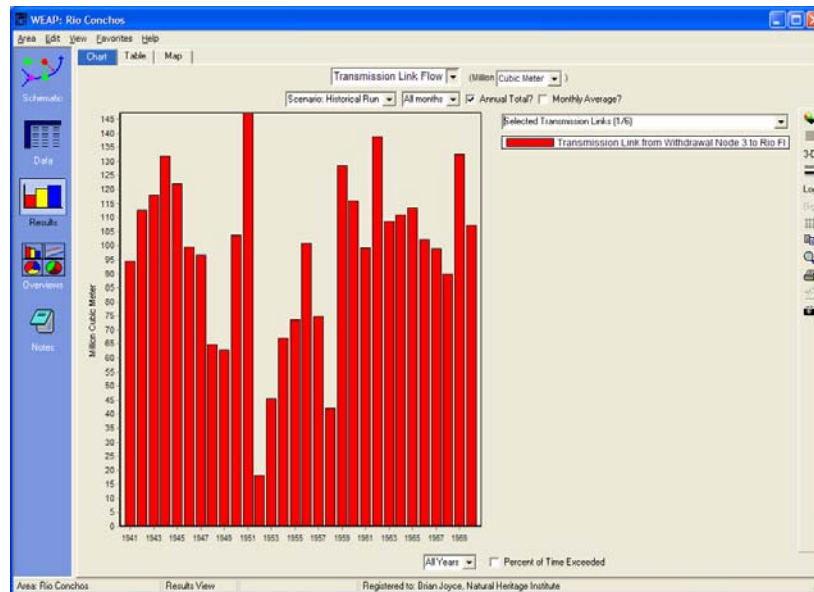 WEAP: Rio Conchos
Area Edit View Favorites Help
Chart Table Map
Transmission Link Flow (Million Cubic Meter )
Scenario: Historical Run All months Annual Total? Monthly Average?
Selected Transmission Links (1/6)
Transmission Link from Withdrawal Node 3 to Rio Fl
Schematic
Data
Results
Overviews
Notes
3-D
Log
Million Cubic Meter
145
140
135
130
125
120
115
110
105
100
95
90
85
80
75
70
65
60
55
50
45
40
35
30
25
20
15
10
5
0
1941 1943 1945 1947 1949 1951 1953 1955 1957 1959 1961 1963 1965 1967 1969
All Years Percent of Time Exceeded
Area: Rio Conchos Results View Registered to: Brian Joyce, Natural Heritage Institute